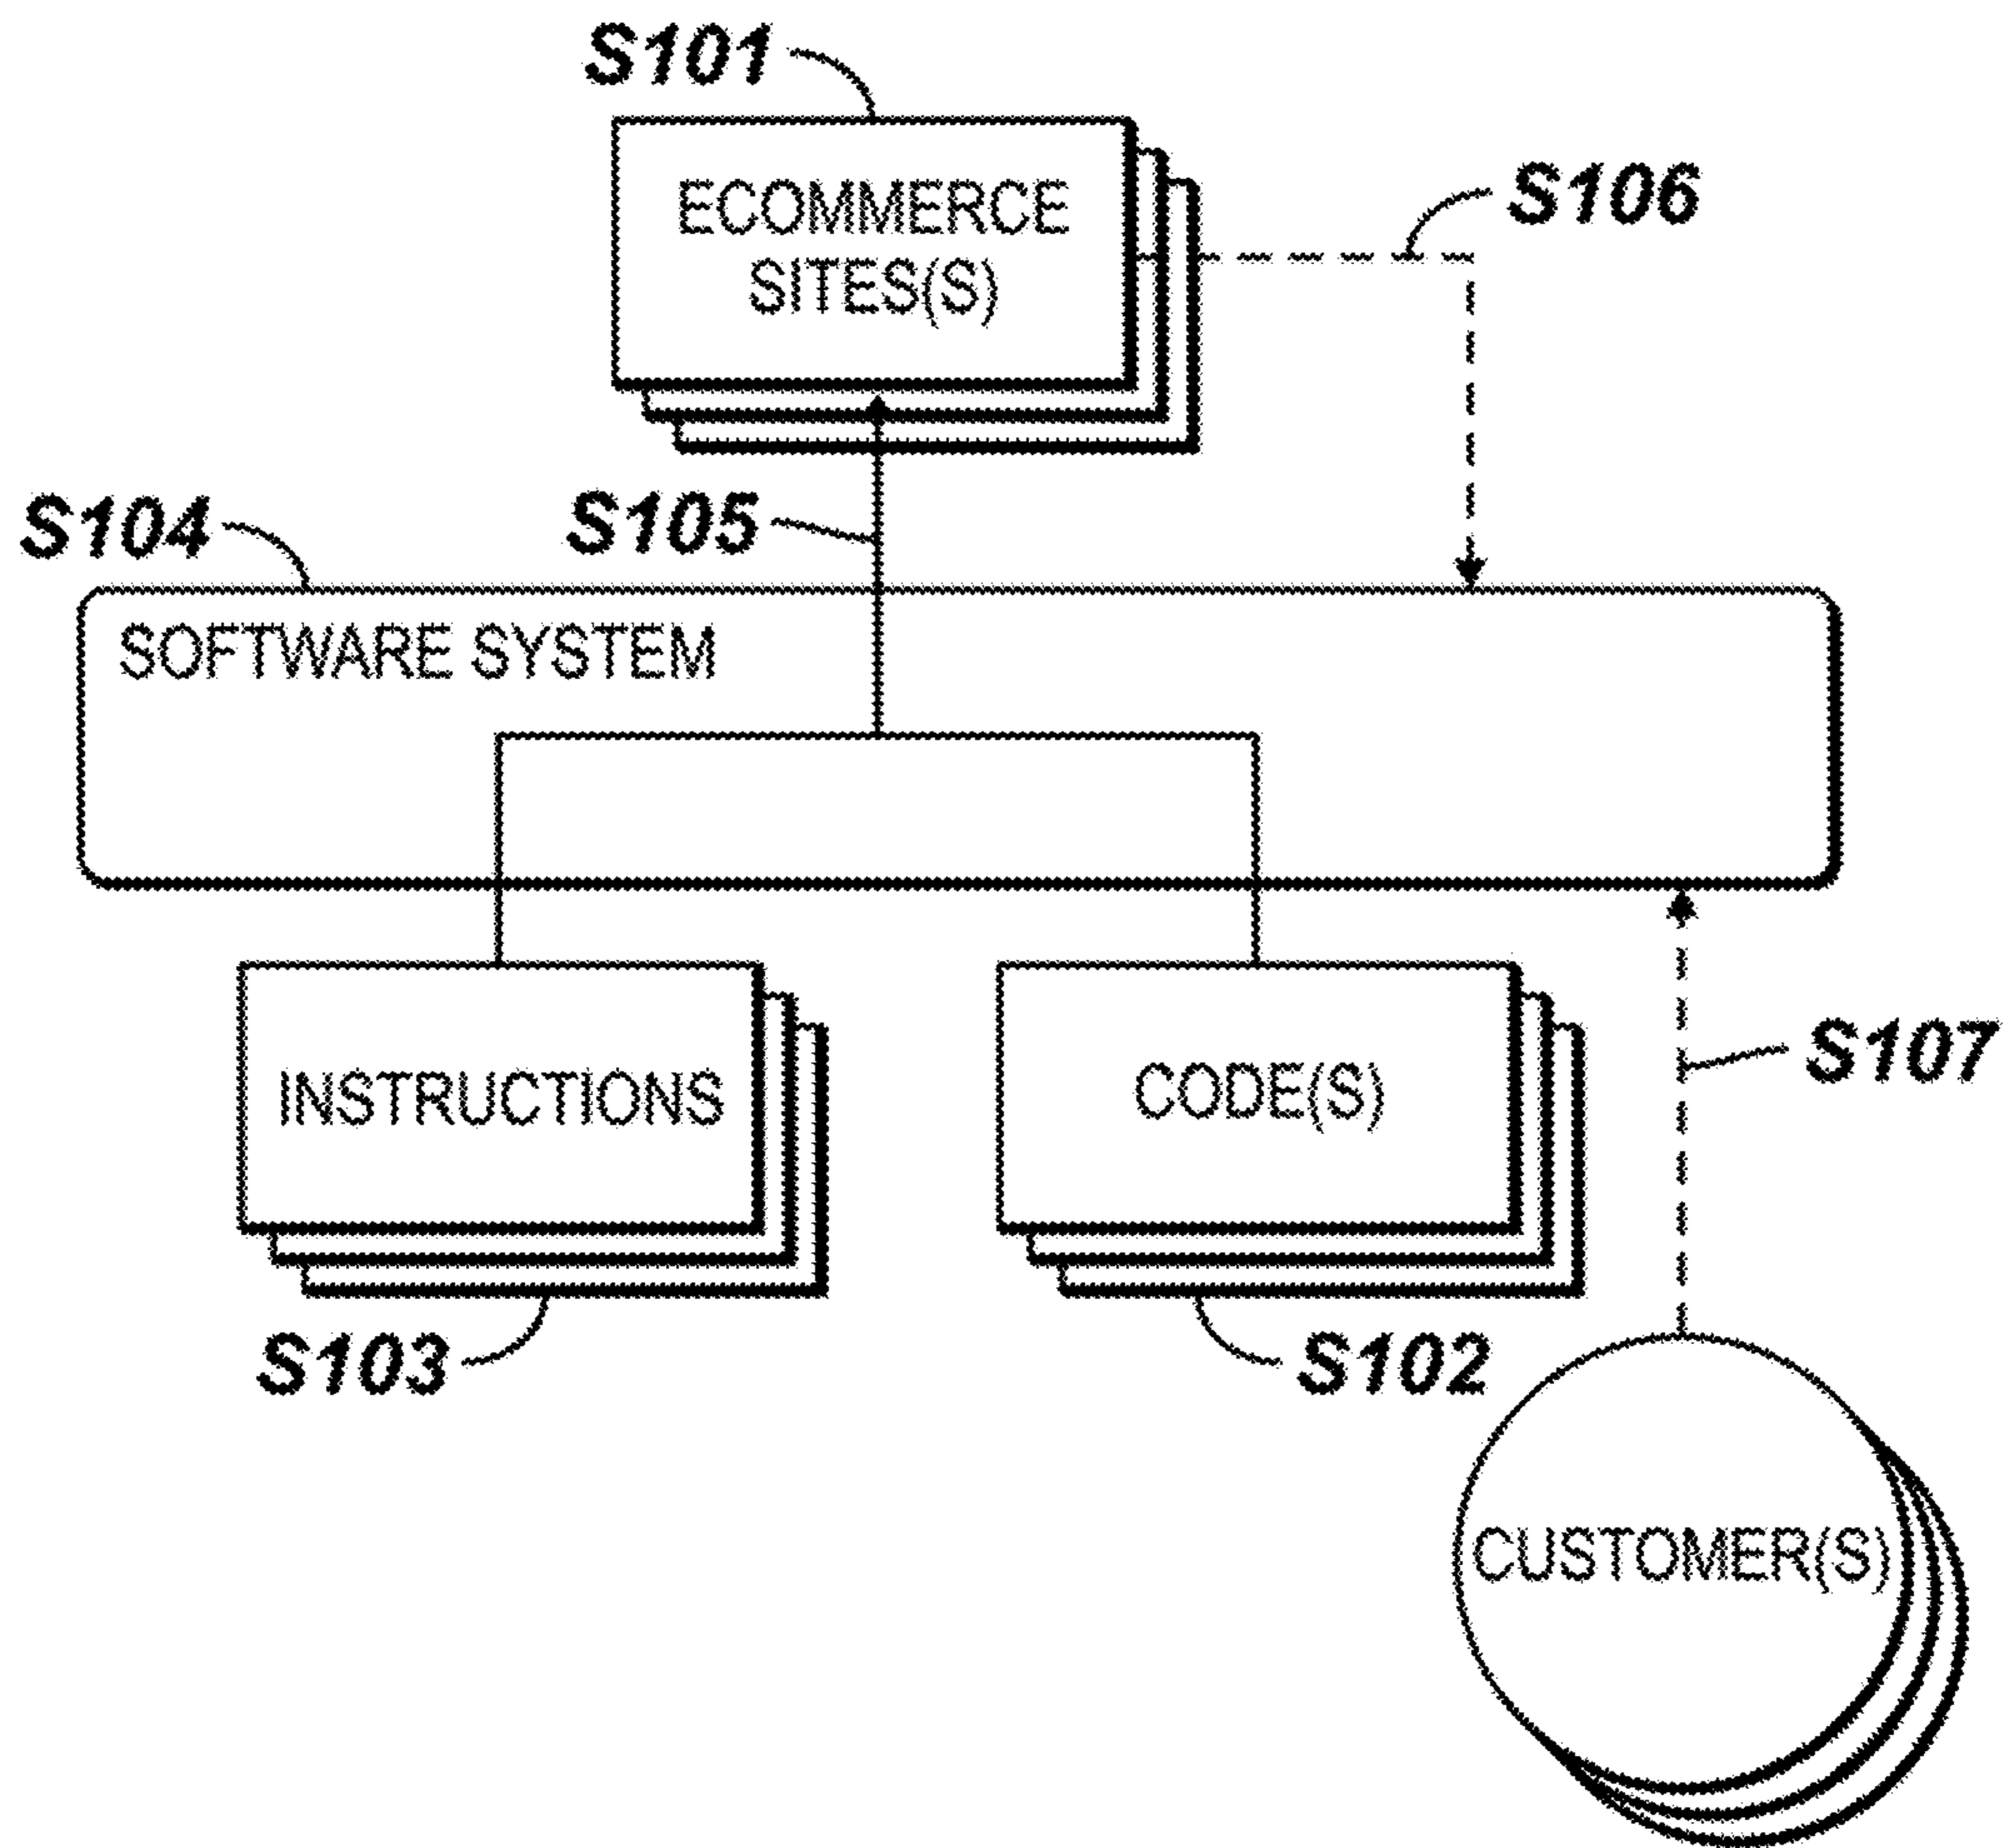 S101
ECOMMERCE
SITES(S)
S106
S104
S105
SOFTWARE SYSTEM
INSTRUCTIONS
CODE(S)
S107
S103
S102
CUSTOMER(S)